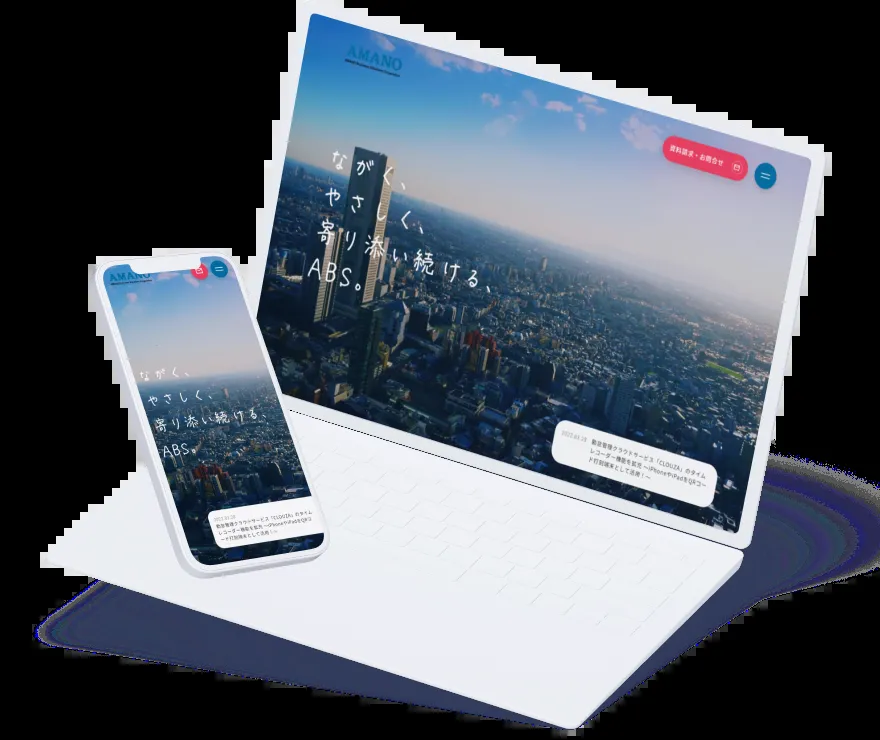 AMANO
資料請求・お問合せ
ながく、
やさしく、
寄り添い続ける、
ABS。
勤怠管理クラウドサービス「CLOUZA」のタイム
レコーダー機能を拡充 〜iPhoneやiPadをQRコー
ド打刻端末として活用！〜
AMANO
ながく、
やさしく、
寄り添い続ける、
ABS。
勤怠管理クラウドサービス「CLOUZA」のタイム
レコーダー機能を拡充 〜iPhoneやiPadをQRコ
ード打刻端末として活用！〜